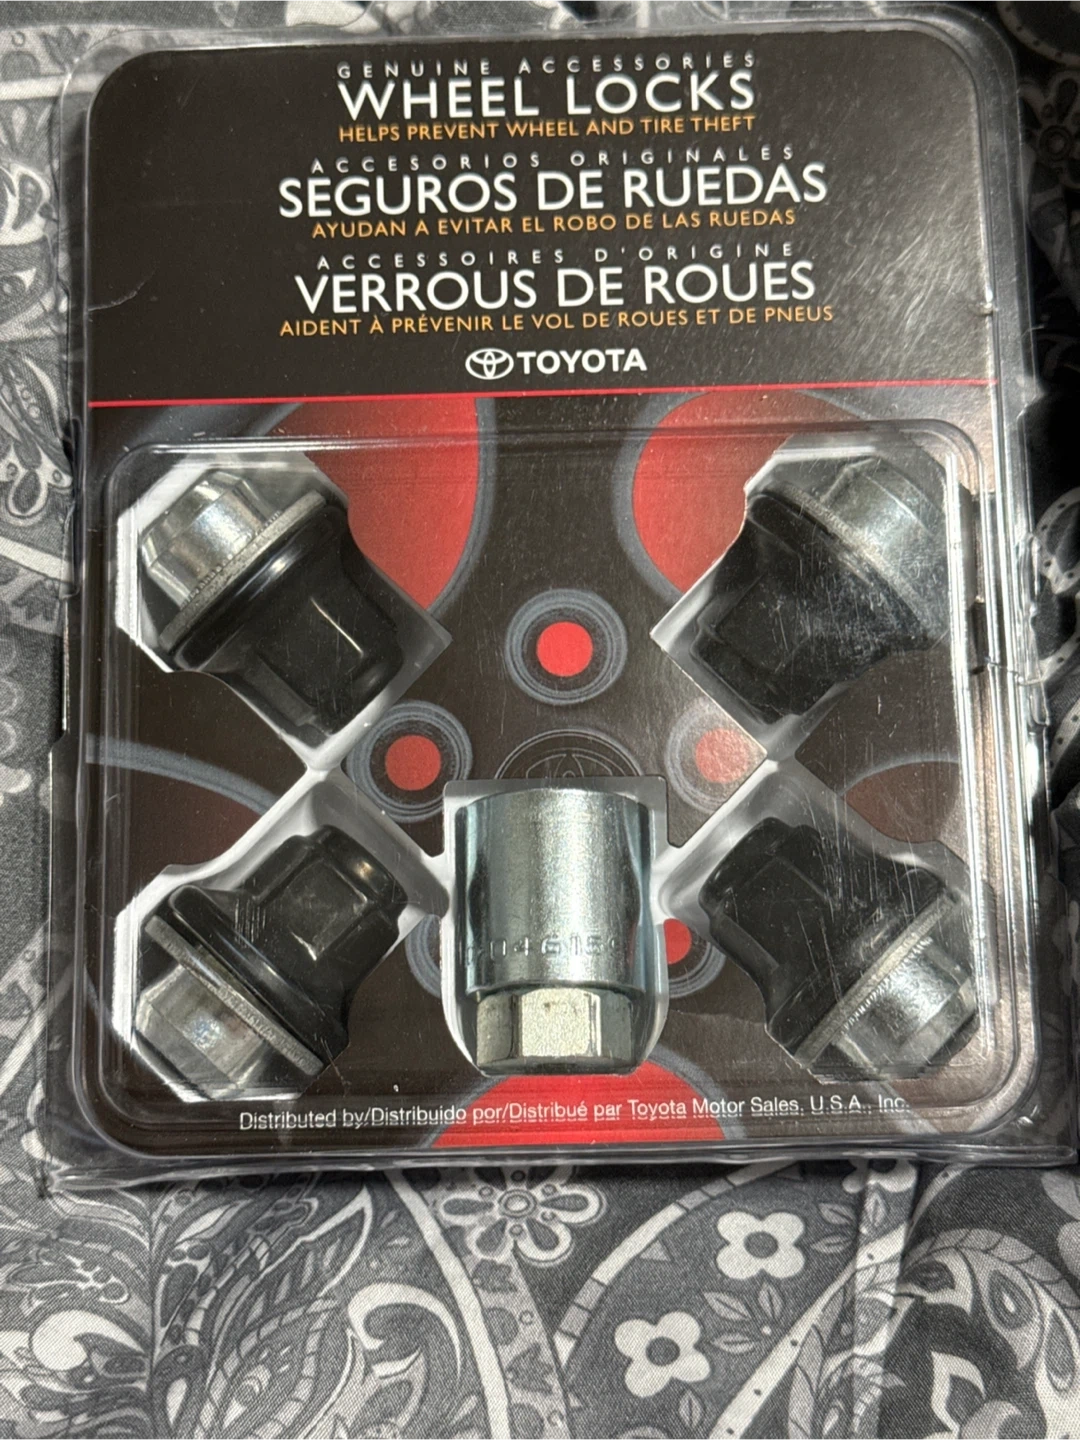 GENUINE ACCESSORIES
WHEEL LOCKS
HELPS PREVENT WHEEL AND TIRE THEFT
ACCESORIOS ORIGINALES
SEGUROS DE RUEDAS
AYUDAN A EVITAR EL ROBO DE LAS RUEDAS
ACCESSOIRES D'ORIGINE
VERROUS DE ROUES
AIDENT À PRÉVENIR LE VOL DE ROUES ET DE PNEUS
TOYOTA
Distributed by/Distribuido por/Distribué par Toyota Motor Sales, U.S.A., Inc.